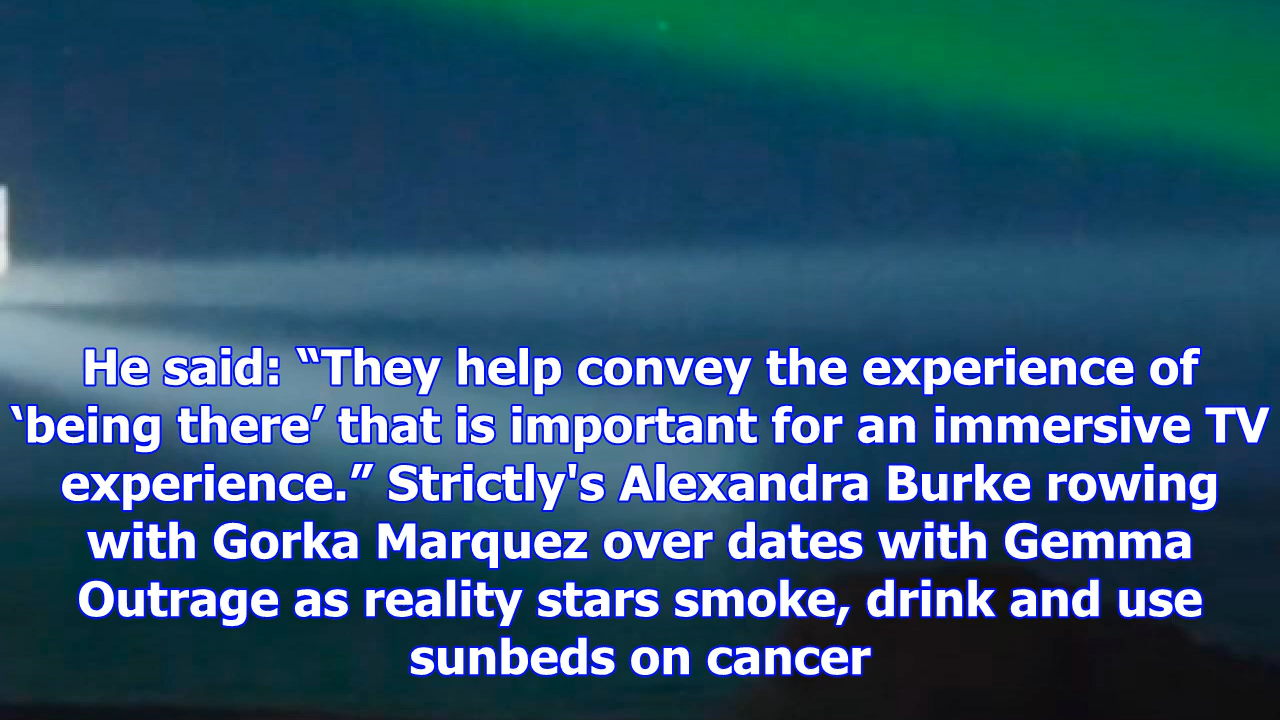 He said: “They help convey the experience of
‘being there’ that is important for an immersive TV
experience.” Strictly's Alexandra Burke rowing
with Gorka Marquez over dates with Gemma
Outrage as reality stars smoke, drink and use
sunbeds on cancer